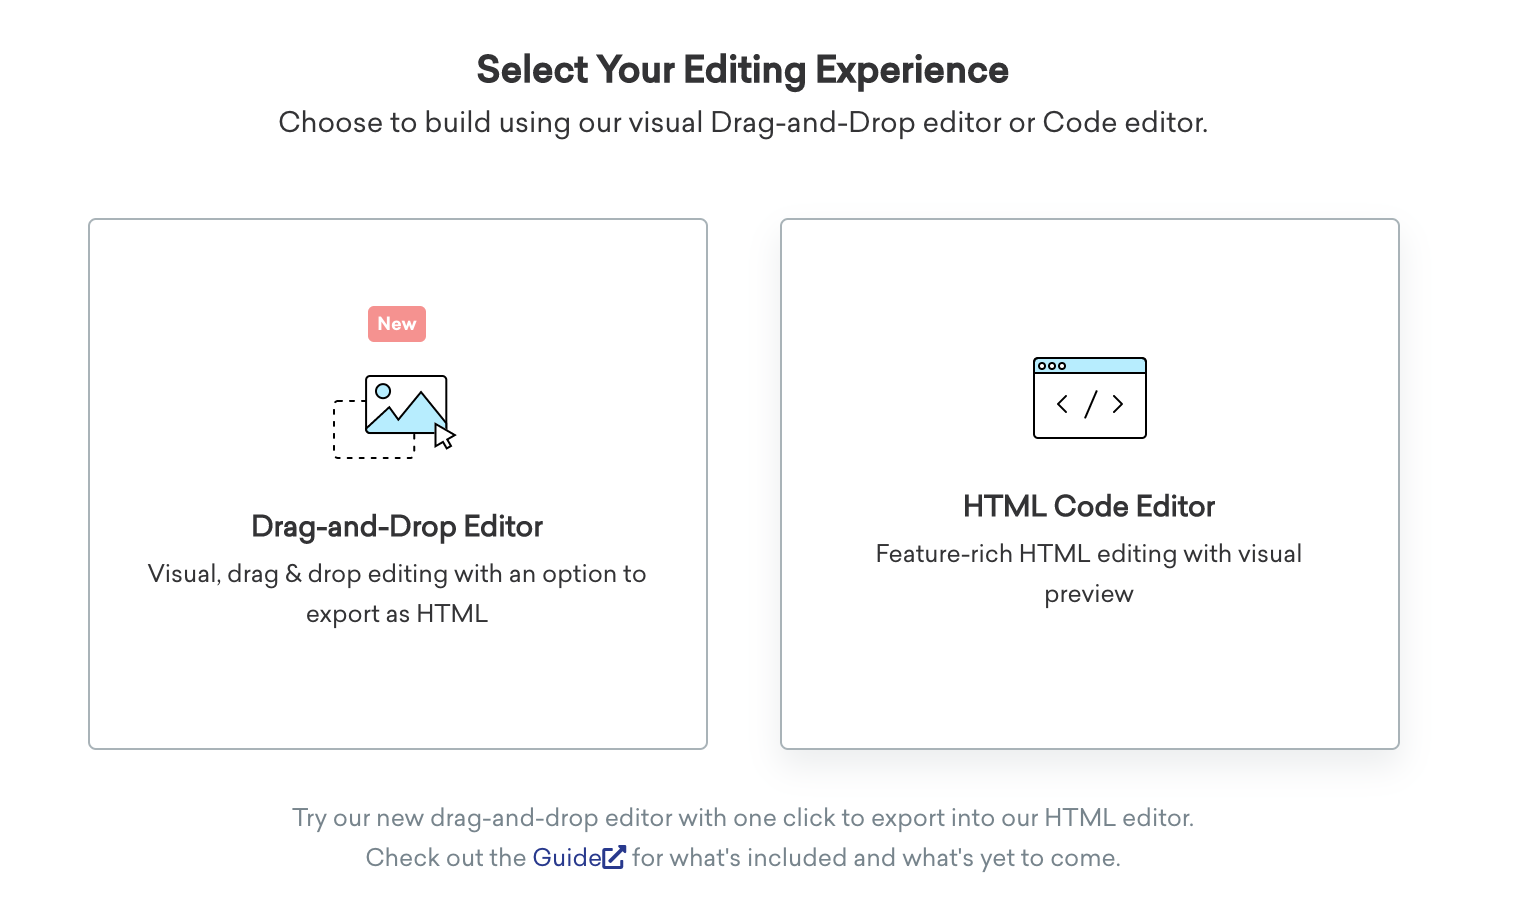 Select Your Editing Experience
Choose to build using our visual Drag-and-Drop editor or Code editor.
New
Drag-and-Drop Editor
Visual, drag & drop editing with an option to
export as HTML
< / >
HTML Code Editor
Feature-rich HTML editing with visual
preview
Try our new drag-and-drop editor with one click to export into our HTML editor.
Check out the Guide for what's included and what's yet to come.